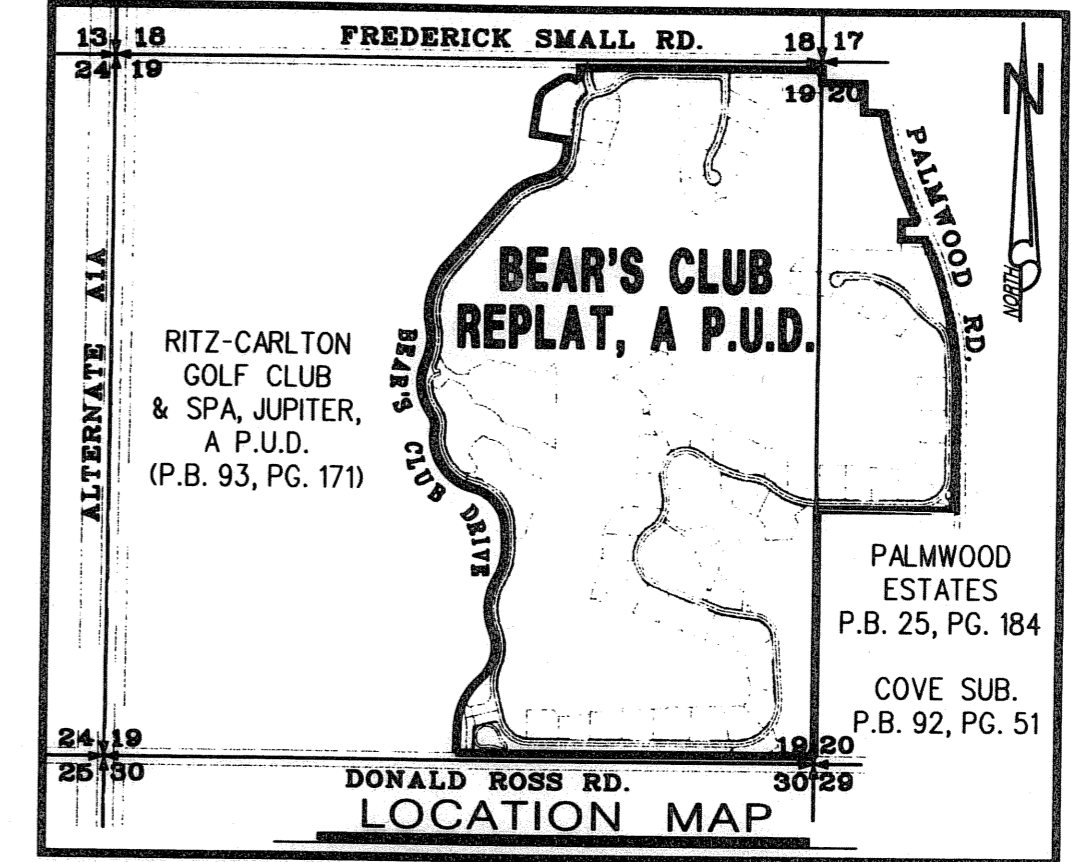 13 18
FREDERICK SMALL RD.
18 17
24 19
19 20
N
NORTH
PALMWOOD RD.
BEAR'S CLUB
REPLAT, A P.U.D.
ALTERNATE A1A
RITZ-CARLTON
GOLF CLUB
& SPA, JUPITER,
A P.U.D.
(P.B. 93, PG. 171)
BEAR'S CLUB DRIVE
PALMWOOD
ESTATES
P.B. 25, PG. 184
COVE SUB.
P.B. 92, PG. 51
24 19
19 20
25 30
DONALD ROSS RD.
30 29
LOCATION MAP